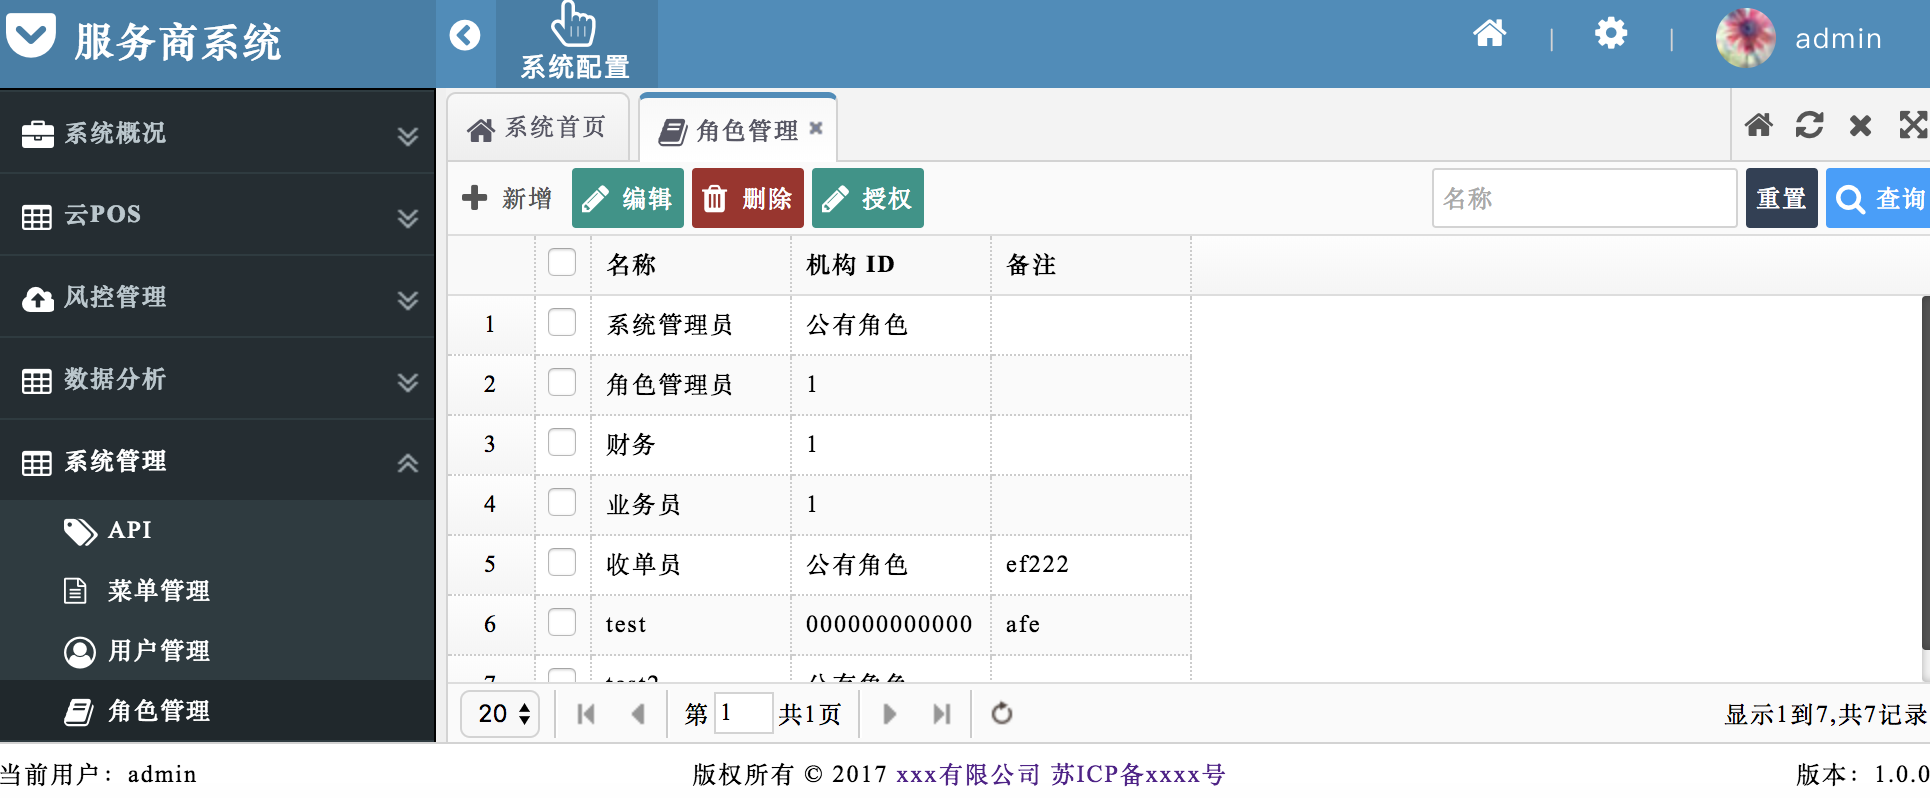 服务商系统
系统配置
admin
系统概况
云POS
风控管理
数据分析
系统管理
API
菜单管理
用户管理
角色管理
系统首页
角色管理
新增
编辑
删除
授权
名称
重置
查询
名称 机构 ID 备注
1 系统管理员 公有角色
2 角色管理员 1
3 财务 1
4 业务员 1
5 收单员 公有角色 ef222
6 test 000000000000 afe
7 test2 公有角色
20 第 1 共1页
显示1到7,共7记录
当前用户：admin
版权所有 © 2017 xxx有限公司 苏ICP备xxxx号
版本：1.0.0